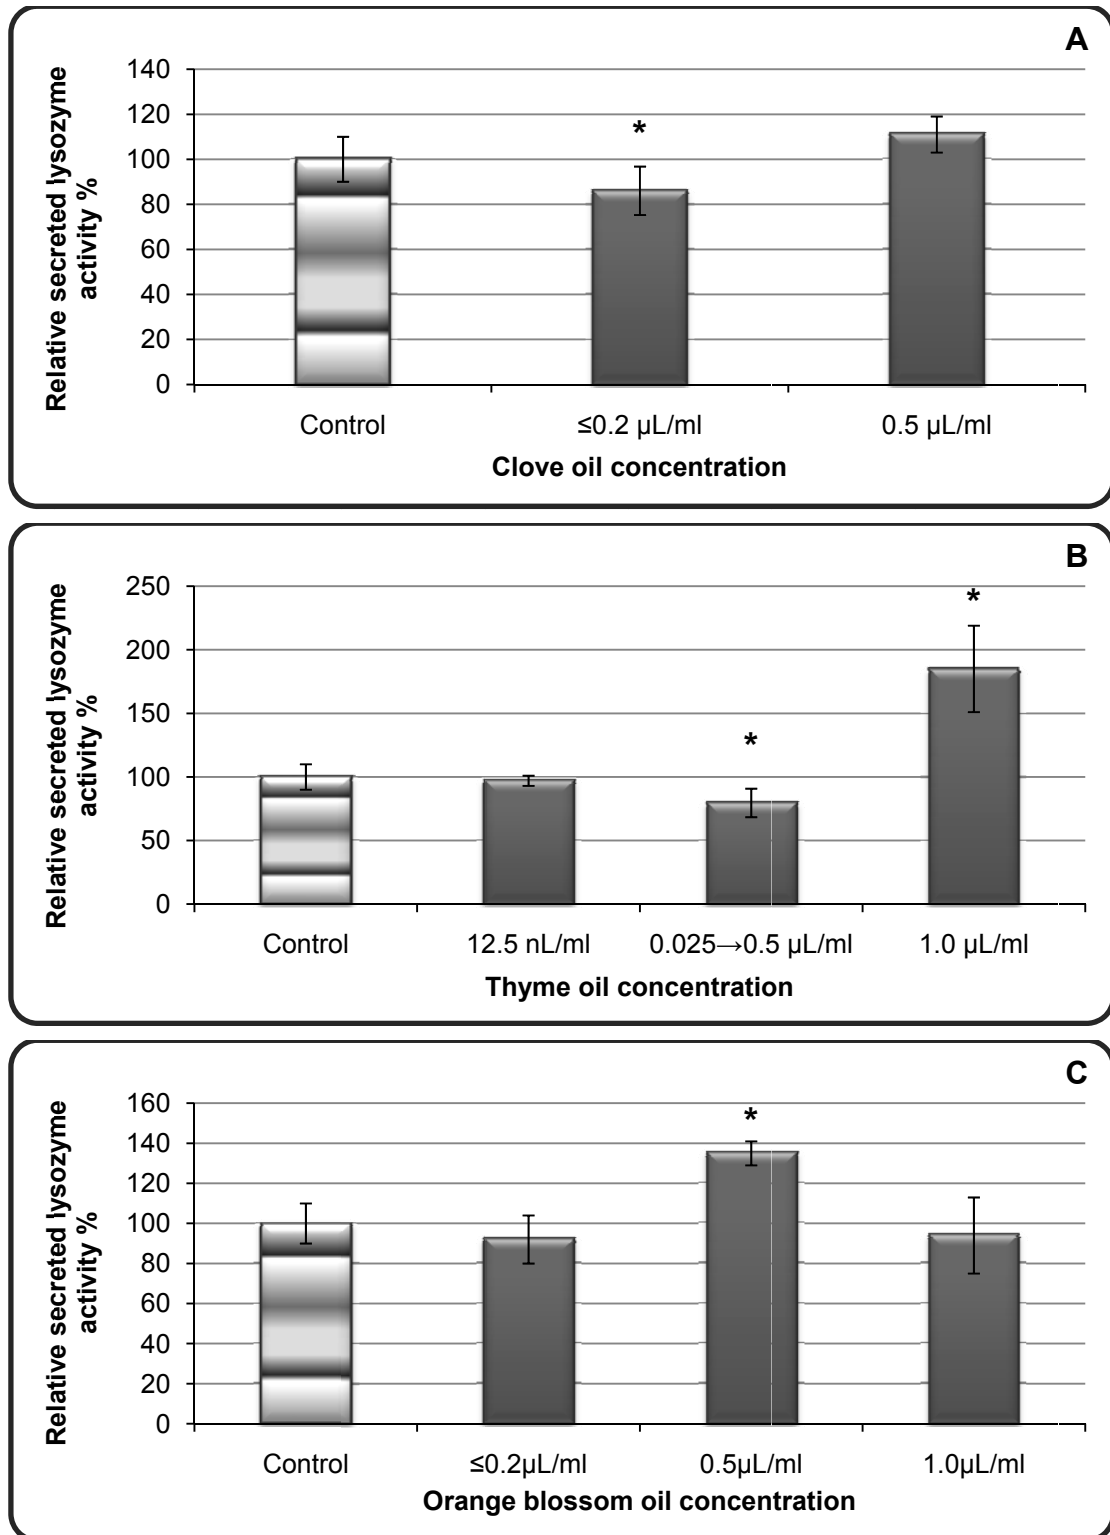 A
Relative secreted lysozyme
activity %
140
120
100
80
60
40
20
0
*
Control
≤0.2 µL/ml
0.5 µL/ml
Clove oil concentration
B
Relative secreted lysozyme
activity %
250
200
150
100
50
0
*
*
Control
12.5 nL/ml
0.025→0.5 µL/ml
1.0 µL/ml
Thyme oil concentration
C
Relative secreted lysozyme
activity %
160
140
120
100
80
60
40
20
0
*
Control
≤0.2µL/ml
0.5µL/ml
1.0µL/ml
Orange blossom oil concentration